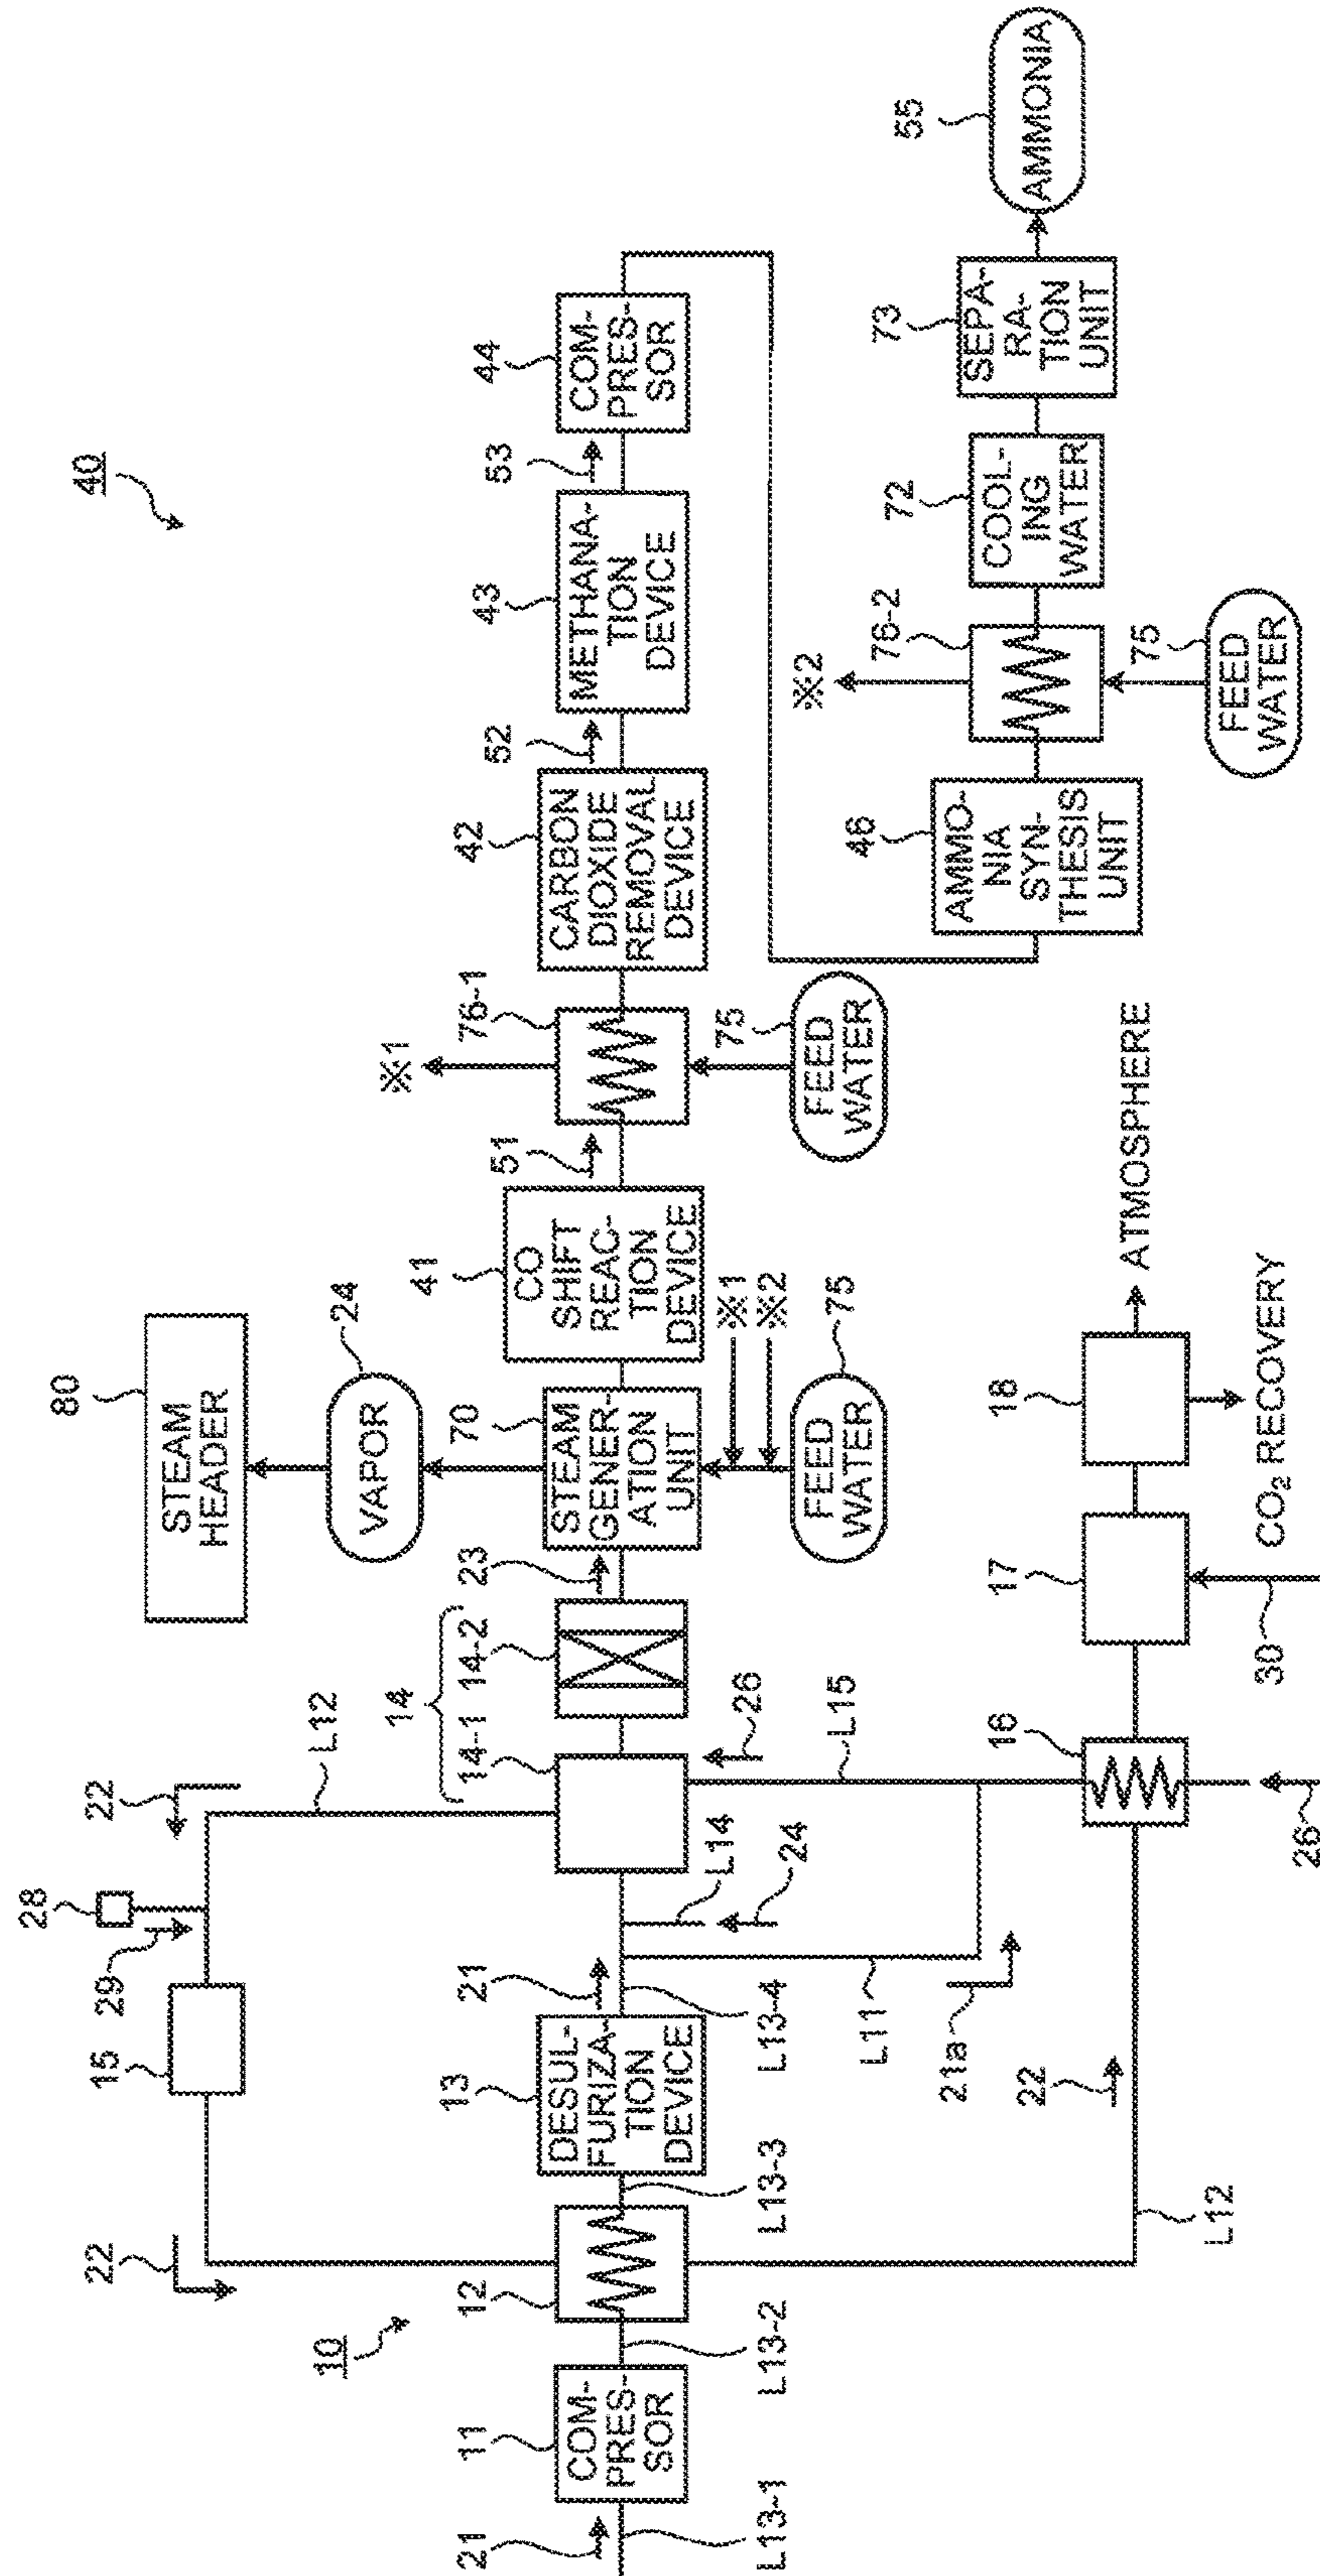 40
10
80
STEAM
HEADER
24
VAPOR
22
28
29
15
22
L12
14
14-1
14-2
23
70
STEAM
GENER-
ATION
UNIT
※1
※2
75
FEED
WATER
41
CO
SHIFT
REAC-
TION
DEVICE
51
※1
76-1
75
FEED
WATER
42
CARBON
DIOXIDE
REMOVAL
DEVICE
52
43
METHANA-
TION
DEVICE
53
44
COM-
PRES-
SOR
21
L13-1
11
COM-
PRES-
SOR
L13-2
12
L13-3
13
DESUL-
FURIZA-
TION
DEVICE
21
L13-4
L14
24
L11
21a
26
L15
22
L12
16
26
17
30
18
ATMOSPHERE
CO₂ RECOVERY
46
AMMO-
NIA
SYN-
THESIS
UNIT
※2
76-2
75
FEED
WATER
72
COOL-
ING
WATER
73
SEPA-
RA-
TION
UNIT
55
AMMONIA